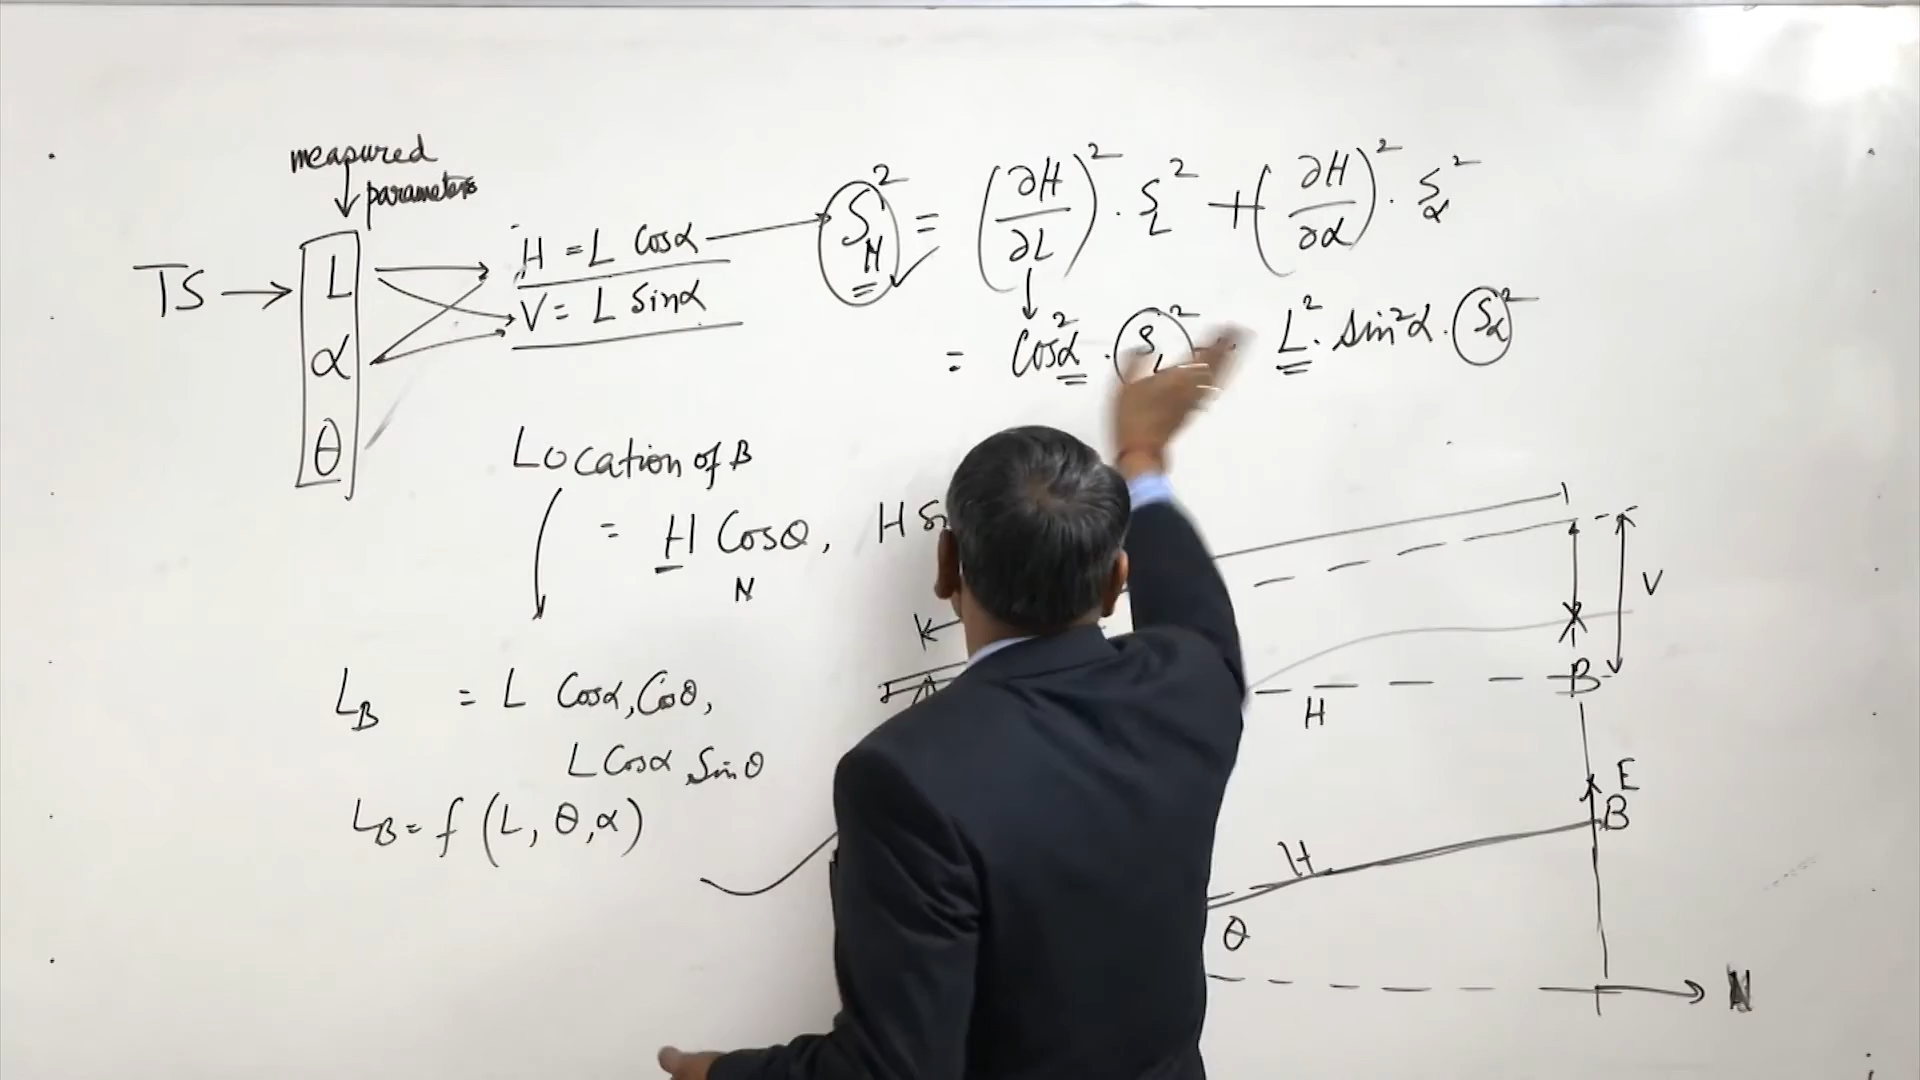 measured
parameters
TS → L
α
θ
H = L Cosα
V = L Sinα
S_H² = (∂H/∂L)² · S_L² + (∂H/∂α)² · S_α²
= Cos²α · S_L² L² · Sin²α · S_α²
Location of B
= H Cosθ, H
N
L_B = L Cosα, Cosθ,
L Cosα, Sinθ
L_B = f (L, θ, α)
V
B
H
E
B
H
θ
N